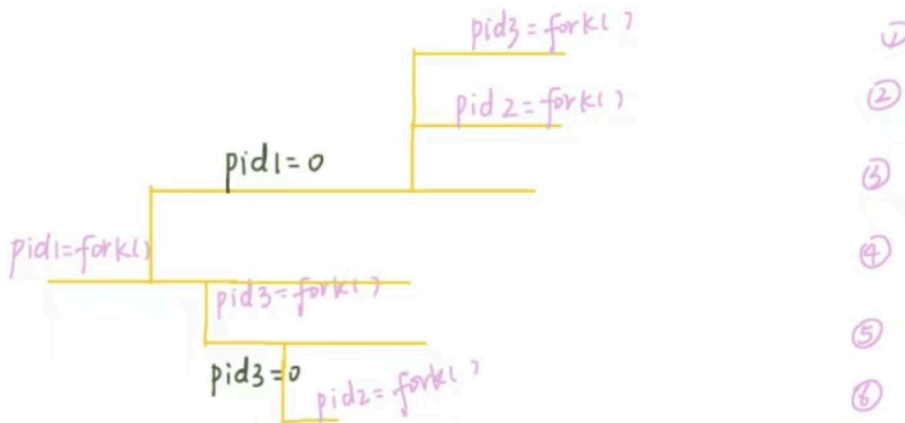 pid3=fork()
①
pid2=fork()
②
pid1=0
③
pid1=fork()
④
pid3=fork()
⑤
pid3=0
pid2=fork()
⑥